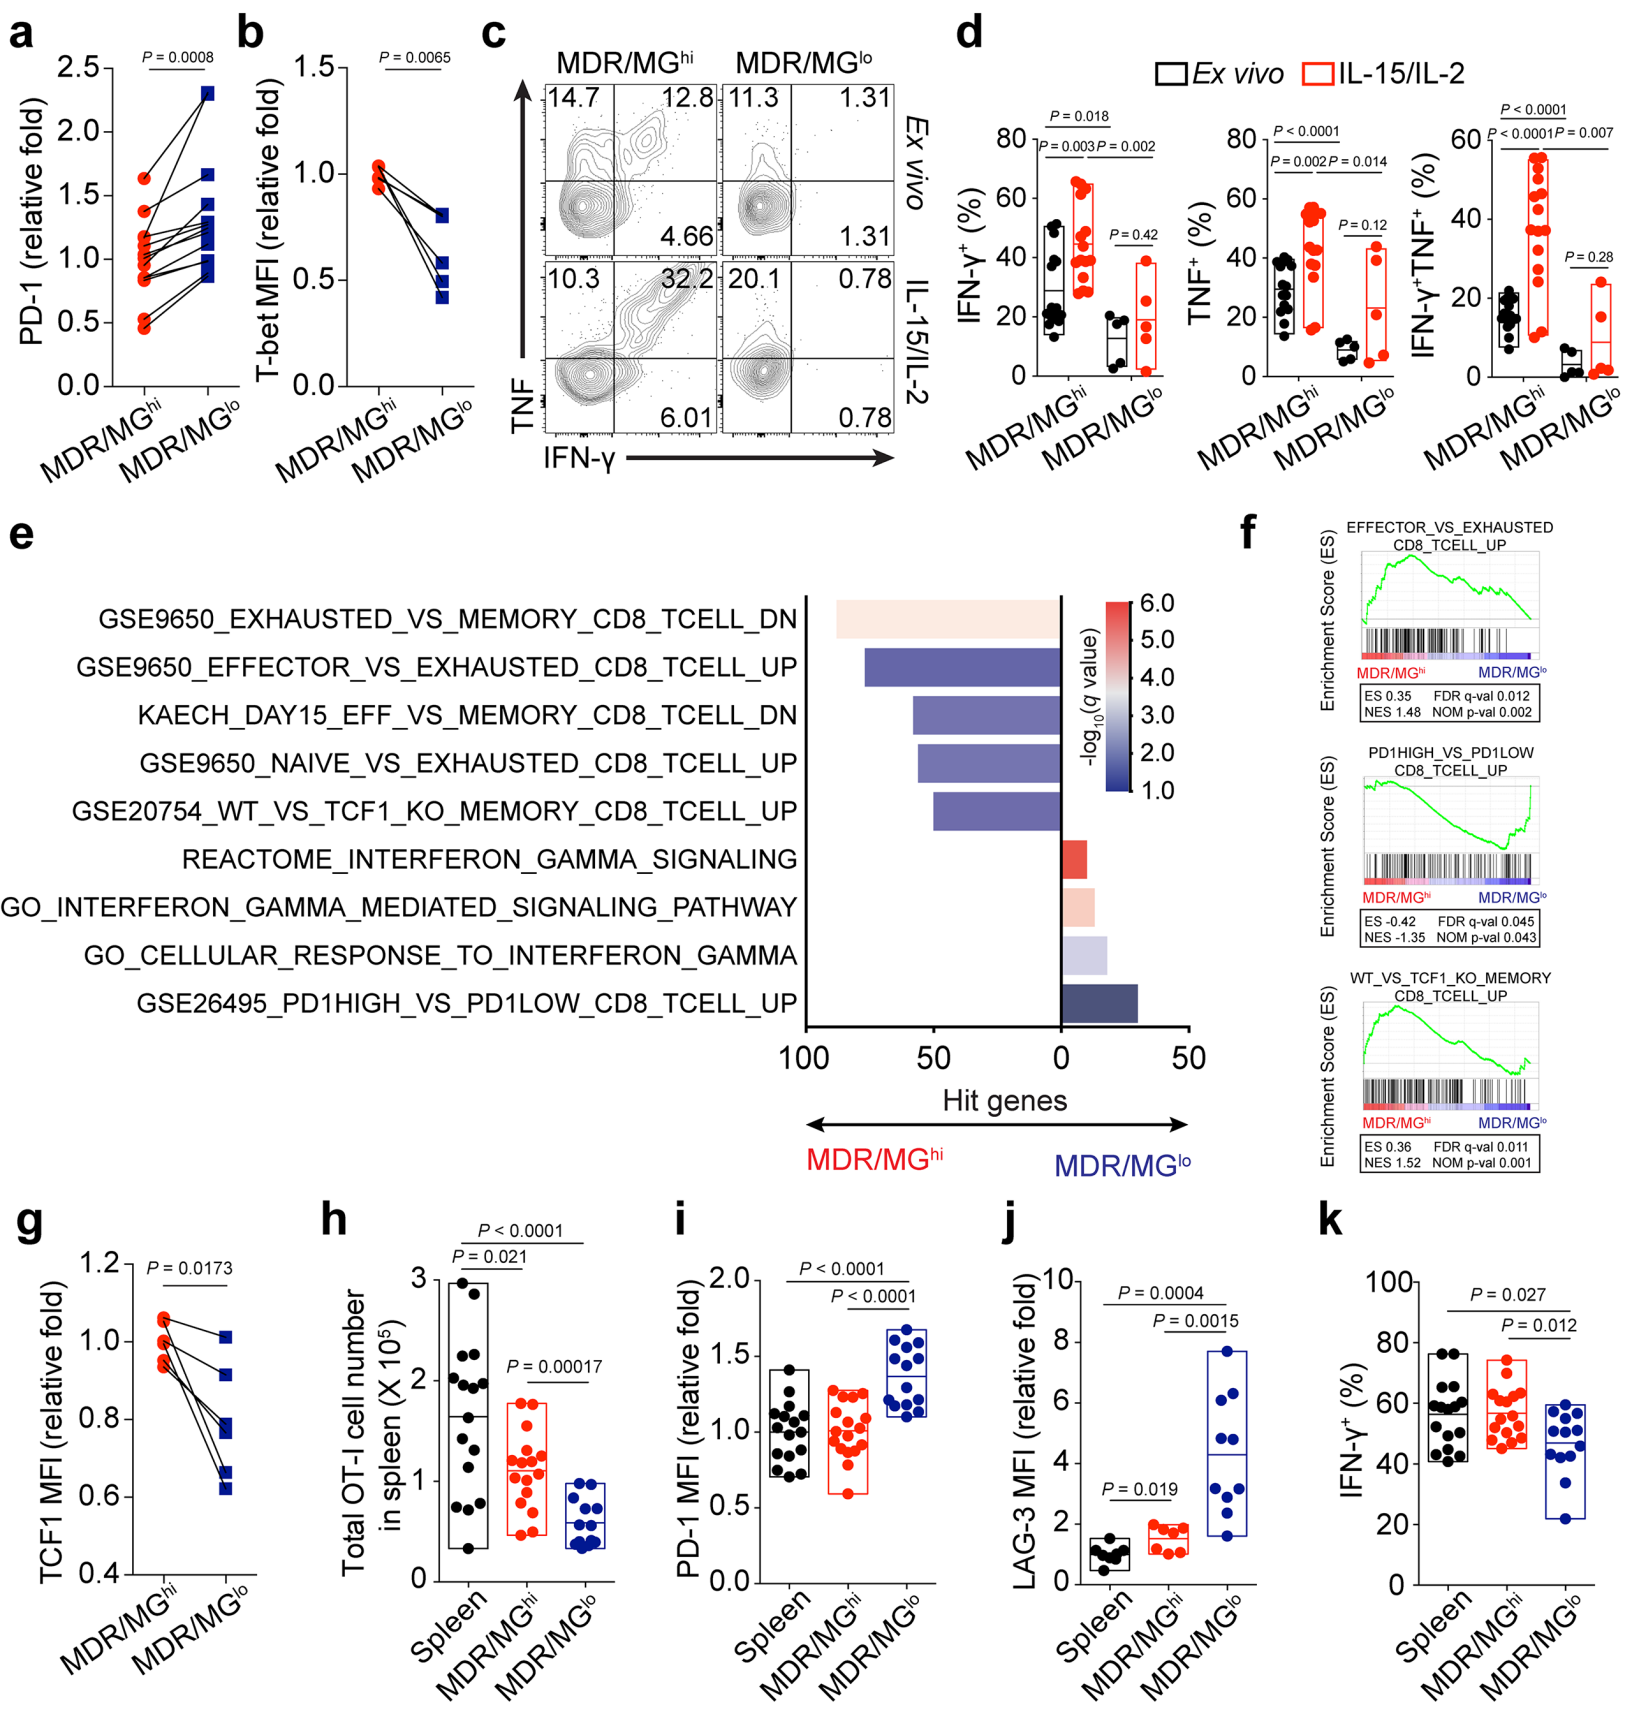 a
P = 0.0008
PD-1 (relative fold)
2.5
2.0
1.5
1.0
0.5
0.0
MDR/MGhi
MDR/MGlo
b
P = 0.0065
T-bet MFI (relative fold)
1.5
1.0
0.5
0.0
MDR/MGhi
MDR/MGlo
c
MDR/MGhi
MDR/MGlo
14.7
12.8
11.3
1.31
4.66
1.31
Ex vivo
10.3
32.2
20.1
0.78
6.01
0.78
IL-15/IL-2
TNF
IFN-γ
d
Ex vivo
IL-15/IL-2
P = 0.018
P = 0.003
P = 0.002
P = 0.42
IFN-γ+ (%)
80
60
40
20
0
MDR/MGhi
MDR/MGlo
P < 0.0001
P = 0.002
P = 0.014
P = 0.12
TNF+ (%)
80
60
40
20
0
MDR/MGhi
MDR/MGlo
P < 0.0001
P < 0.0001
P = 0.007
P = 0.28
IFN-γ+TNF+ (%)
60
40
20
0
MDR/MGhi
MDR/MGlo
e
GSE9650_EXHAUSTED_VS_MEMORY_CD8_TCELL_DN
GSE9650_EFFECTOR_VS_EXHAUSTED_CD8_TCELL_UP
KAECH_DAY15_EFF_VS_MEMORY_CD8_TCELL_DN
GSE9650_NAIVE_VS_EXHAUSTED_CD8_TCELL_UP
GSE20754_WT_VS_TCF1_KO_MEMORY_CD8_TCELL_UP
REACTOME_INTERFERON_GAMMA_SIGNALING
GO_INTERFERON_GAMMA_MEDIATED_SIGNALING_PATHWAY
GO_CELLULAR_RESPONSE_TO_INTERFERON_GAMMA
GSE26495_PD1HIGH_VS_PD1LOW_CD8_TCELL_UP
-log10(q value)
6.0
5.0
4.0
3.0
2.0
1.0
100
50
0
50
Hit genes
MDR/MGhi
MDR/MGlo
f
EFFECTOR_VS_EXHAUSTED
CD8_TCELL_UP
Enrichment Score (ES)
MDR/MGhi
MDR/MGlo
ES 0.35 FDR q-val 0.012
NES 1.48 NOM p-val 0.002
PD1HIGH_VS_PD1LOW
CD8_TCELL_UP
Enrichment Score (ES)
MDR/MGhi
MDR/MGlo
ES -0.42 FDR q-val 0.045
NES -1.35 NOM p-val 0.043
WT_VS_TCF1_KO_MEMORY
CD8_TCELL_UP
Enrichment Score (ES)
MDR/MGhi
MDR/MGlo
ES 0.36 FDR q-val 0.011
NES 1.52 NOM p-val 0.001
g
P = 0.0173
TCF1 MFI (relative fold)
1.2
1.0
0.8
0.6
0.4
MDR/MGhi
MDR/MGlo
h
P < 0.0001
P = 0.021
P = 0.00017
Total OT-I cell number
in spleen (X 10⁵)
3
2
1
0
Spleen
MDR/MGhi
MDR/MGlo
i
P < 0.0001
P < 0.0001
PD-1 MFI (relative fold)
2.0
1.5
1.0
0.5
0.0
Spleen
MDR/MGhi
MDR/MGlo
j
P = 0.0004
P = 0.0015
P = 0.019
LAG-3 MFI (relative fold)
10
8
6
4
2
0
Spleen
MDR/MGhi
MDR/MGlo
k
P = 0.027
P = 0.012
IFN-γ+ (%)
100
80
60
40
20
0
Spleen
MDR/MGhi
MDR/MGlo